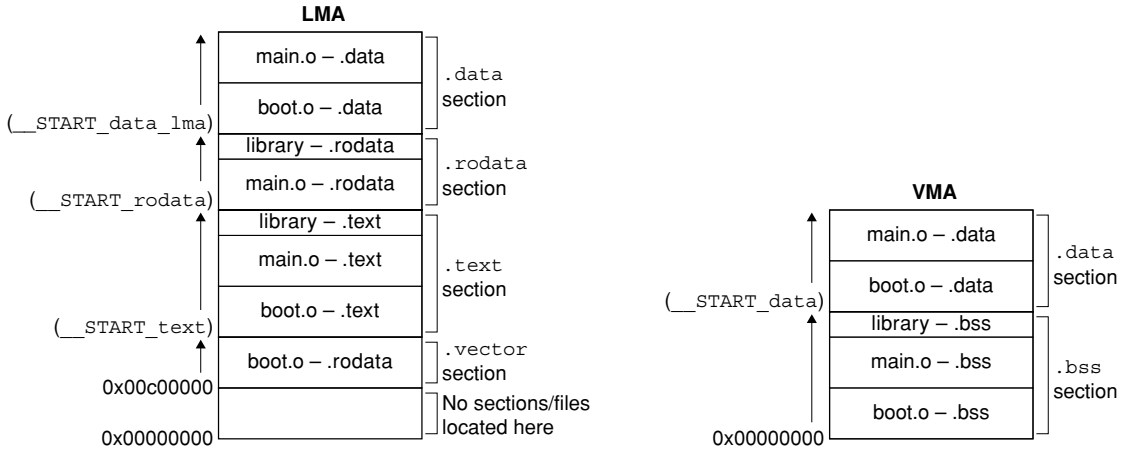 LMA
main.o – .data
.data
section
boot.o – .data
(__START_data_lma)
library – .rodata
.rodata
section
main.o – .rodata
(__START_rodata)
library – .text
main.o – .text
.text
section
boot.o – .text
(__START_text)
boot.o – .rodata
.vector
section
0x00c00000
No sections/files
located here
0x00000000
VMA
main.o – .data
.data
section
boot.o – .data
(__START_data)
library – .bss
main.o – .bss
.bss
section
boot.o – .bss
0x00000000